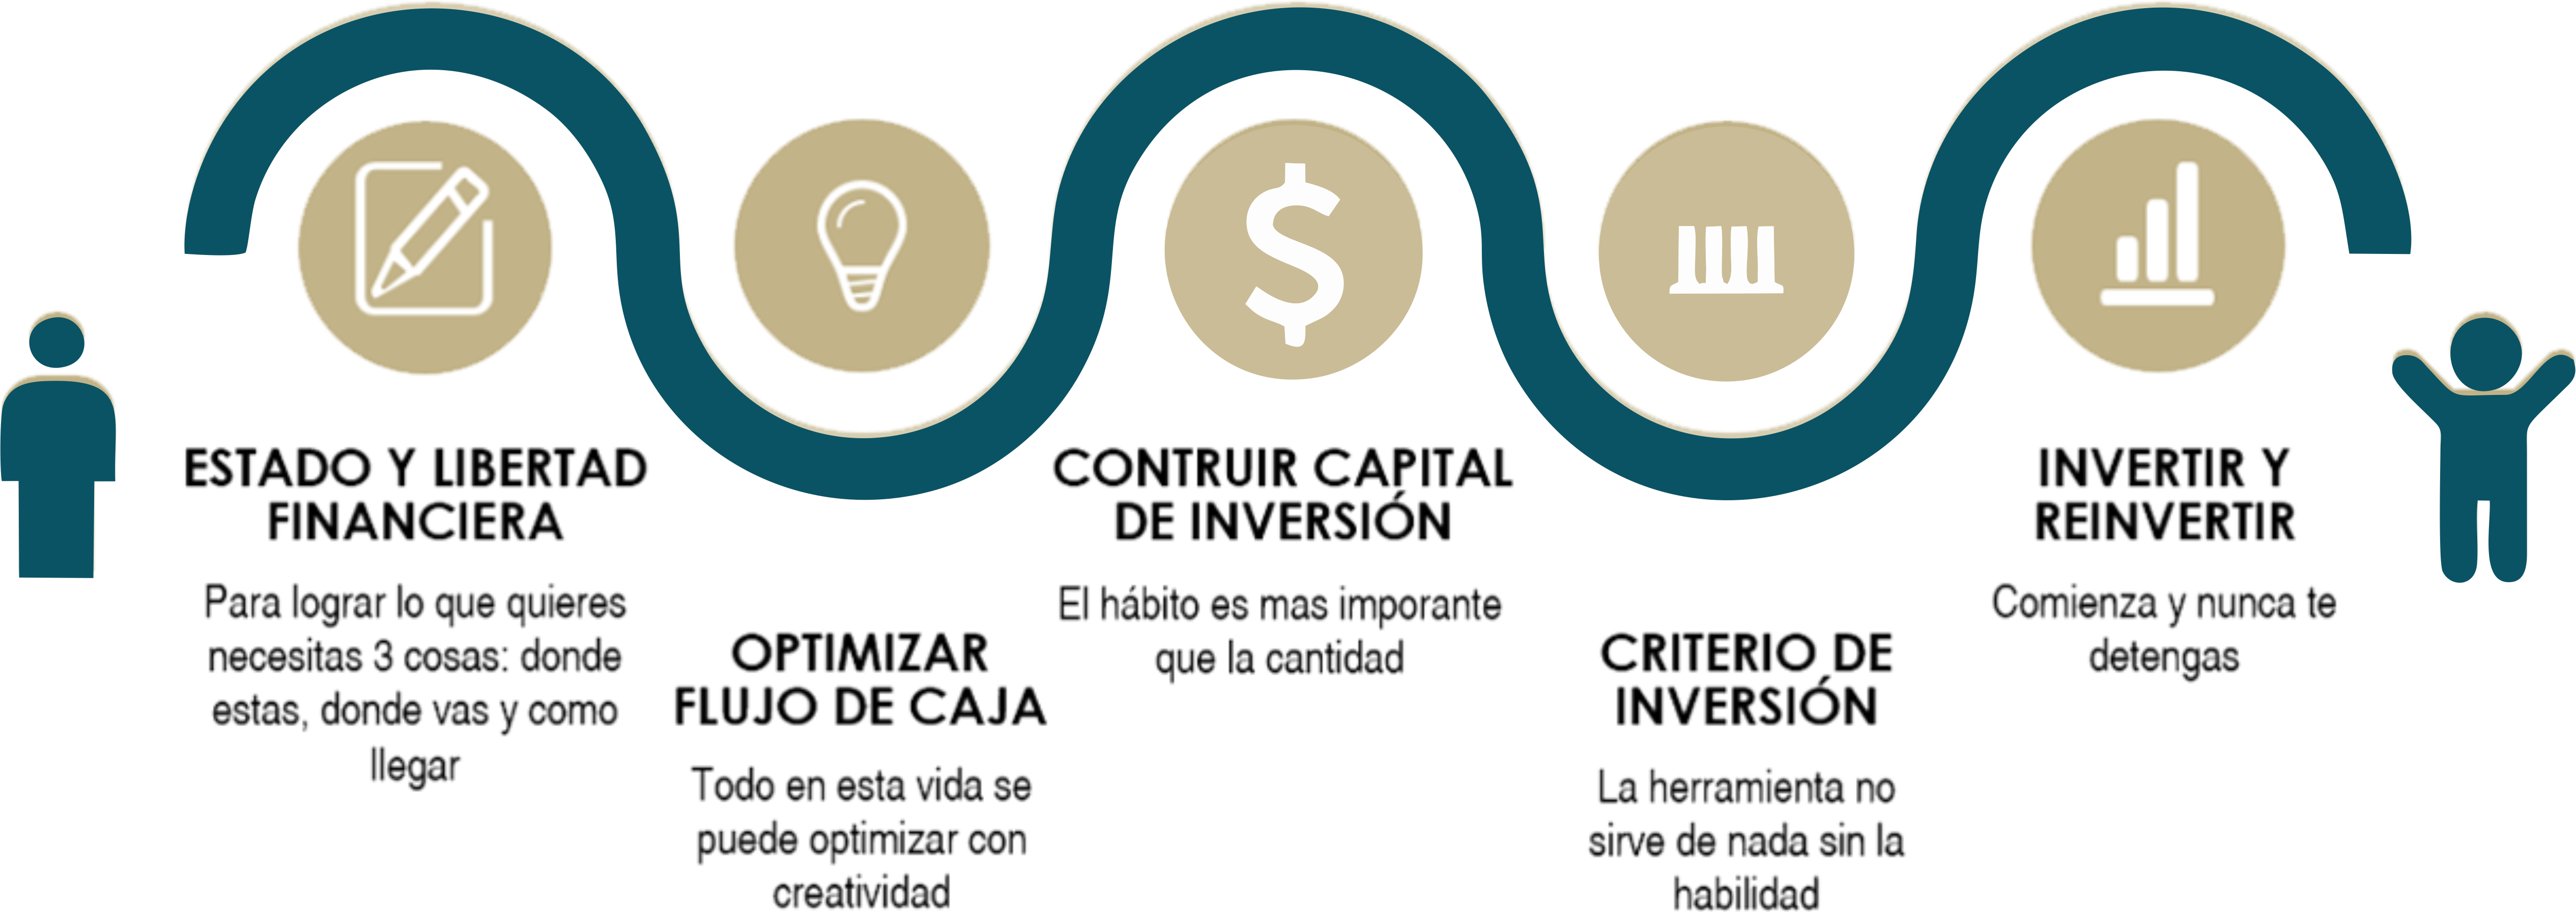 ESTADO Y LIBERTAD
FINANCIERA
Para lograr lo que quieres
necesitas 3 cosas: donde
estas, donde vas y como
llegar
OPTIMIZAR
FLUJO DE CAJA
Todo en esta vida se
puede optimizar con
creatividad
CONTRUIR CAPITAL
DE INVERSIÓN
El hábito es mas imporante
que la cantidad
CRITERIO DE
INVERSIÓN
La herramienta no
sirve de nada sin la
habilidad
INVERTIR Y
REINVERTIR
Comienza y nunca te
detengas